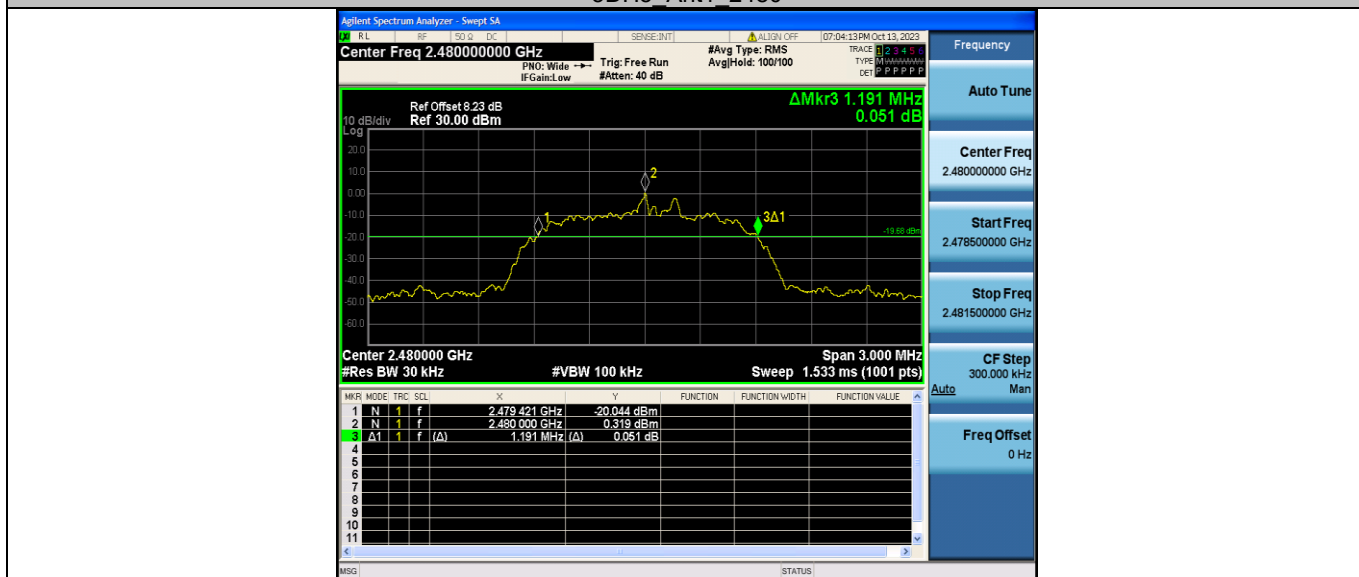 Agilent Spectrum Analyzer - Swept SA
RL RF 50 Ω DC SENSE:INT ALIGN OFF 07:04:13 PM Oct 13, 2023
Center Freq 2.480000000 GHz
PNO: Wide
IFGain:Low
Trig: Free Run
#Atten: 40 dB
#Avg Type: RMS
Avg|Hold: 100/100
TRACE 1 2 3 4 5 6
TYPE M
DET P P P P P P
ΔMkr3 1.191 MHz
0.051 dB
Ref Offset 8.23 dB
Ref 30.00 dBm
10 dB/div
Log
20.0
10.0
0.00
-10.0
-20.0
-30.0
-40.0
-50.0
-60.0
1
2
3Δ1
-19.68 dBm
Center 2.480000 GHz
Span 3.000 MHz
#Res BW 30 kHz
#VBW 100 kHz
Sweep 1.533 ms (1001 pts)
MKR MODE TRC SCL X Y FUNCTION FUNCTION WIDTH FUNCTION VALUE
1 N 1 f 2.479 421 GHz -20.044 dBm
2 N 1 f 2.480 000 GHz 0.319 dBm
3 Δ1 1 f (Δ) 1.191 MHz (Δ) 0.051 dB
4
5
6
7
8
9
10
11
MSG
STATUS
Frequency
Auto Tune
Center Freq
2.480000000 GHz
Start Freq
2.478500000 GHz
Stop Freq
2.481500000 GHz
CF Step
300.000 kHz
Auto Man
Freq Offset
0 Hz